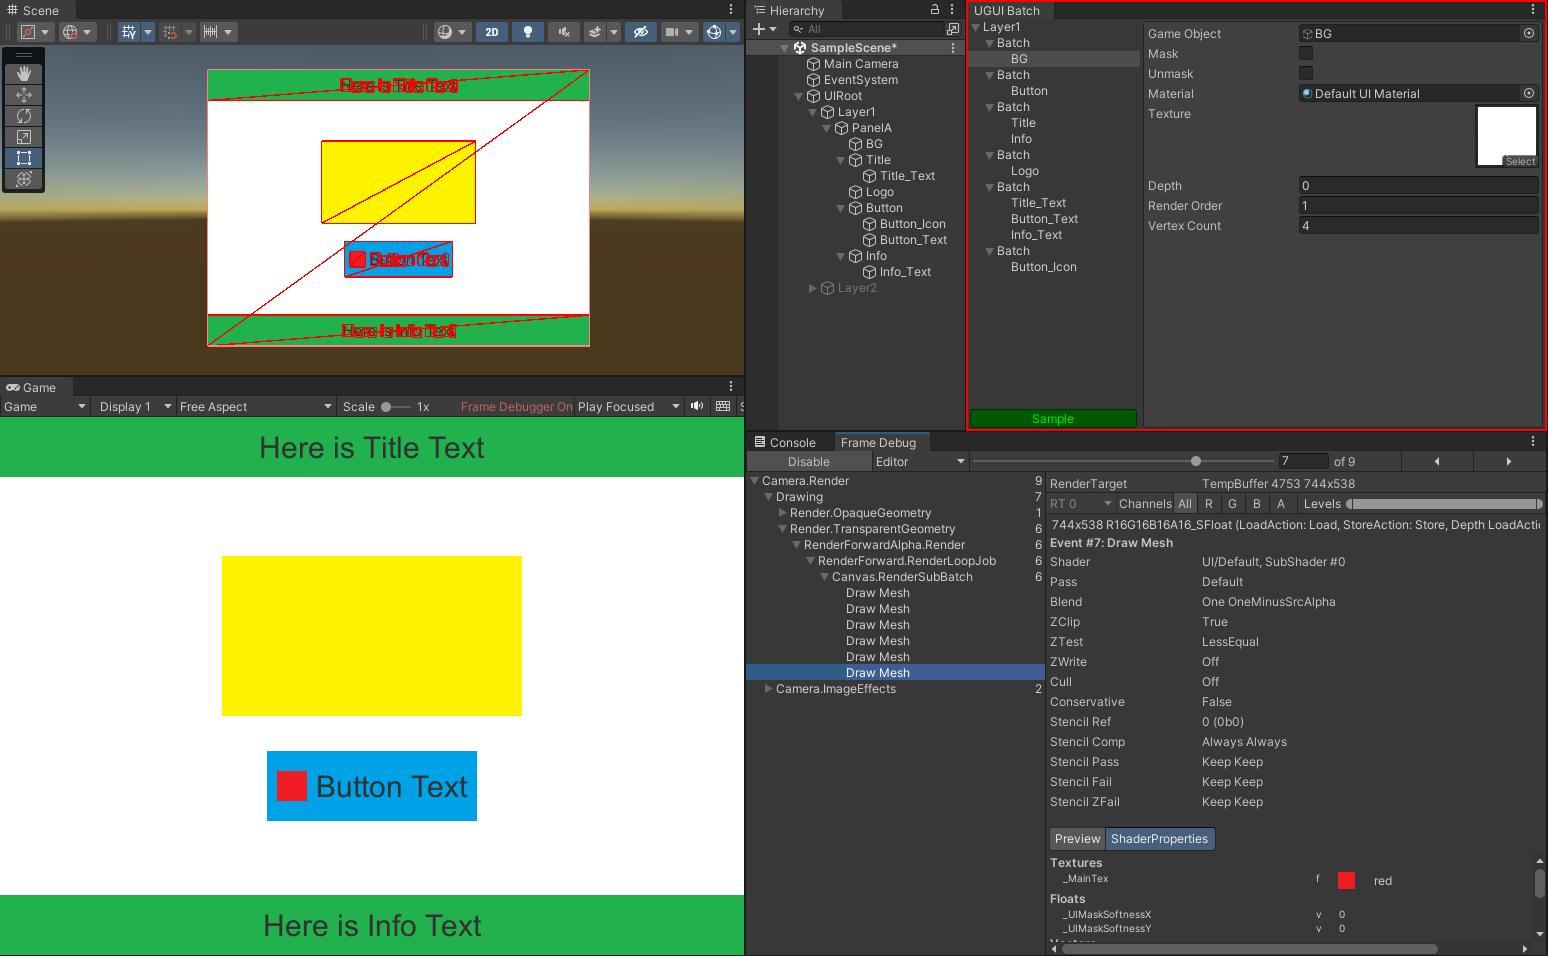 Scene
2D
Here is Title Text
Button Text
Here is Info Text
Game
Game
Display 1
Free Aspect
Scale
1x
Frame Debugger On
Play Focused
Here is Title Text
Button Text
Here is Info Text
Hierarchy
All
SampleScene*
Main Camera
EventSystem
UIRoot
Layer1
PanelA
BG
Title
Title_Text
Logo
Button
Button_Icon
Button_Text
Info
Info_Text
Layer2
UGUI Batch
Layer1
Batch
BG
Batch
Button
Batch
Title
Info
Batch
Logo
Batch
Title_Text
Button_Text
Info_Text
Batch
Button_Icon
Sample
Game Object BG
Mask
Unmask
Material Default UI Material
Texture
Select
Depth 0
Render Order 1
Vertex Count 4
Console
Frame Debug
Disable
Editor
7
of 9
Camera.Render 9
Drawing 7
Render.OpaqueGeometry 1
Render.TransparentGeometry 6
RenderForwardAlpha.Render 6
RenderForward.RenderLoopJob 6
Canvas.RenderSubBatch 6
Draw Mesh
Draw Mesh
Draw Mesh
Draw Mesh
Draw Mesh
Draw Mesh
Camera.ImageEffects 2
RenderTarget TempBuffer 4753 744x538
RT 0 Channels All R G B A Levels
744x538 R16G16B16A16_SFloat (LoadAction: Load, StoreAction: Store, Depth LoadActi
Event #7: Draw Mesh
Shader UI/Default, SubShader #0
Pass Default
Blend One OneMinusSrcAlpha
ZClip True
ZTest LessEqual
ZWrite Off
Cull Off
Conservative False
Stencil Ref 0 (0b0)
Stencil Comp Always Always
Stencil Pass Keep Keep
Stencil Fail Keep Keep
Stencil ZFail Keep Keep
Preview ShaderProperties
Textures
_MainTex f red
Floats
_UIMaskSoftnessX v 0
_UIMaskSoftnessY v 0